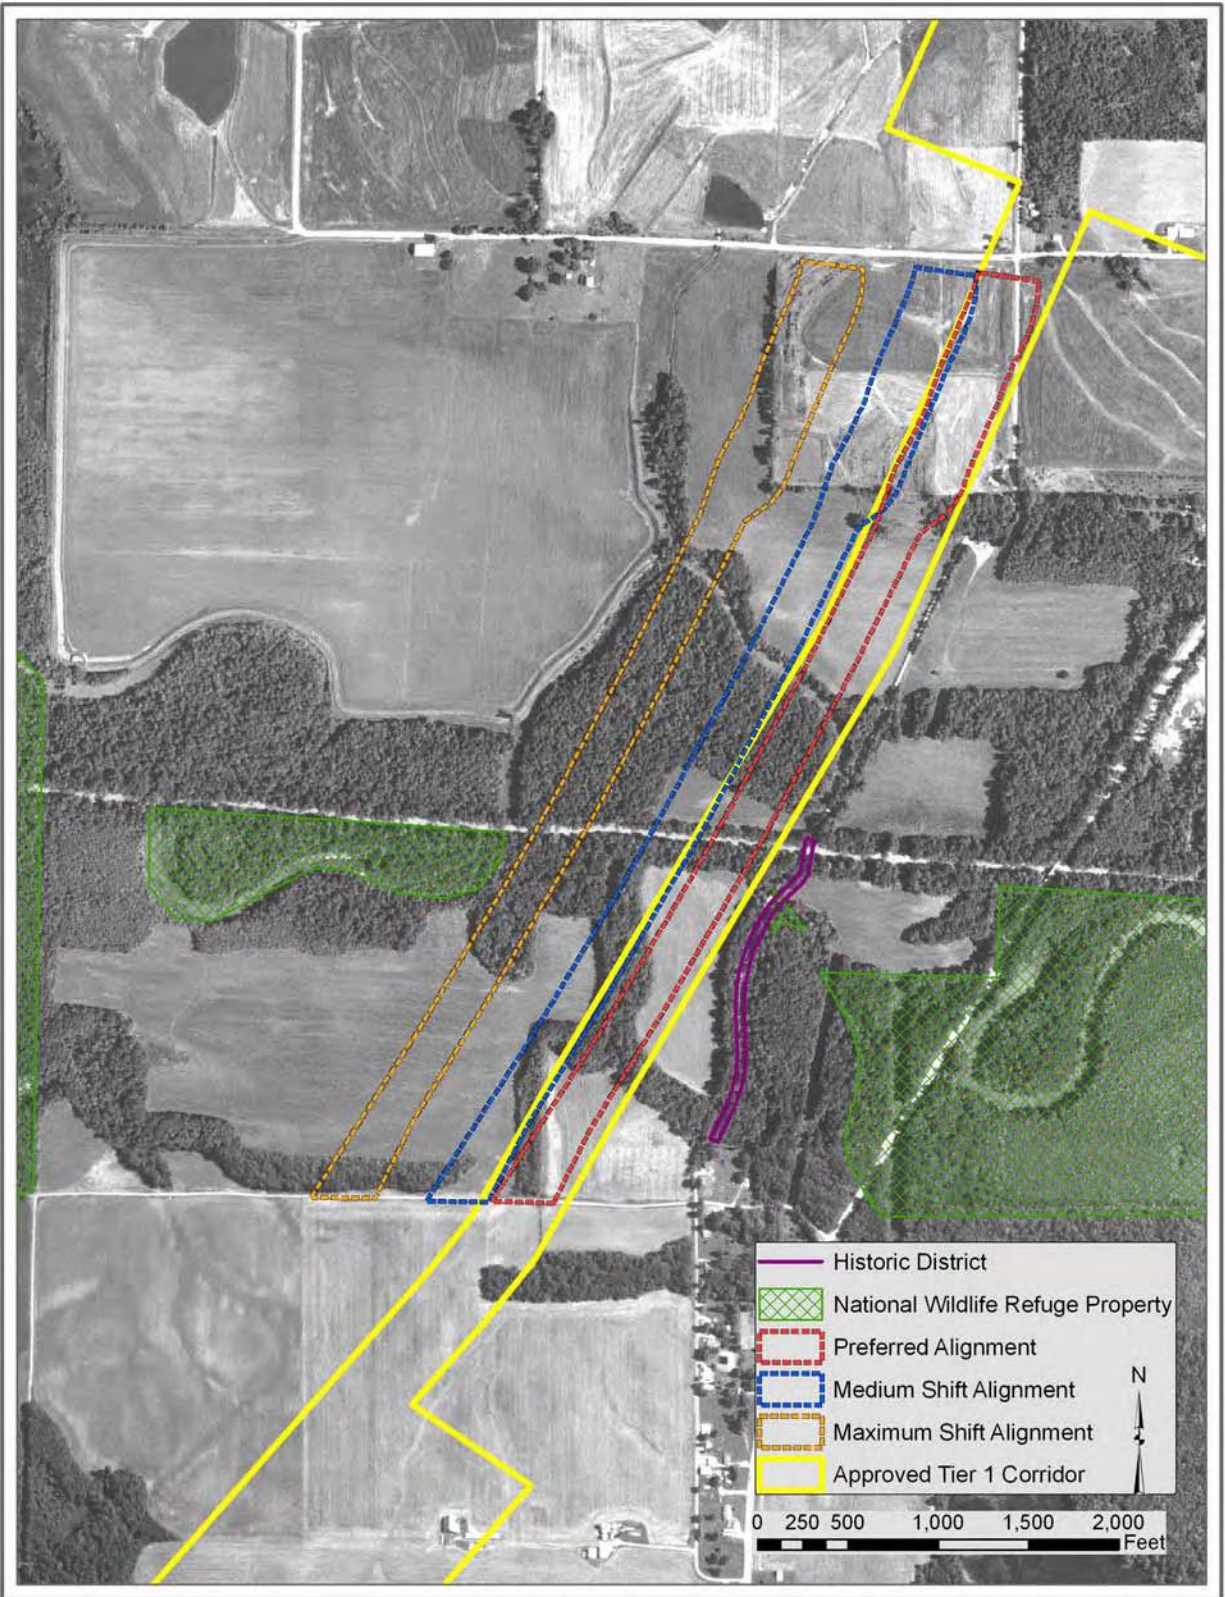 Historic District
National Wildlife Refuge Property
Preferred Alignment
Medium Shift Alignment
Maximum Shift Alignment
Approved Tier 1 Corridor
N
0 250 500 1,000 1,500 2,000
Feet